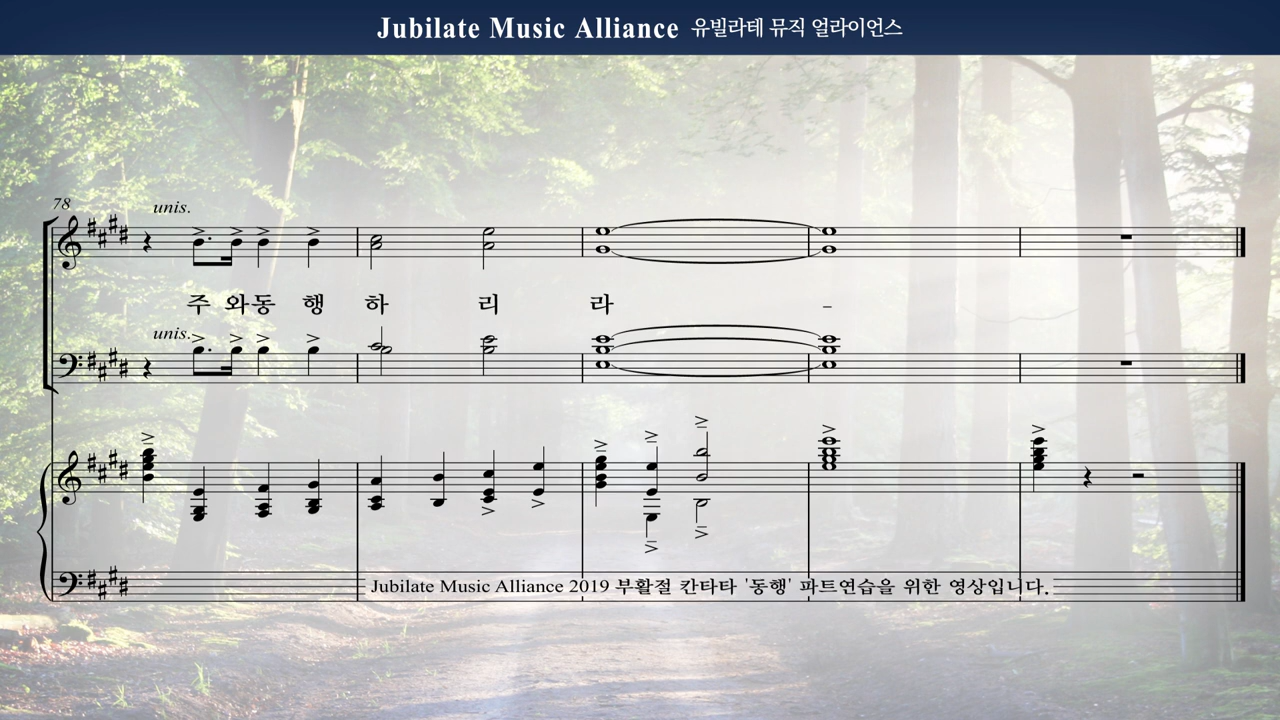 Jubilate Music Alliance 유빌라테 뮤직 얼라이언스
78
unis.
주 와동 행 하 리 라 -
unis.
Jubilate Music Alliance 2019 부활절 칸타타 '동행' 파트연습을 위한 영상입니다.